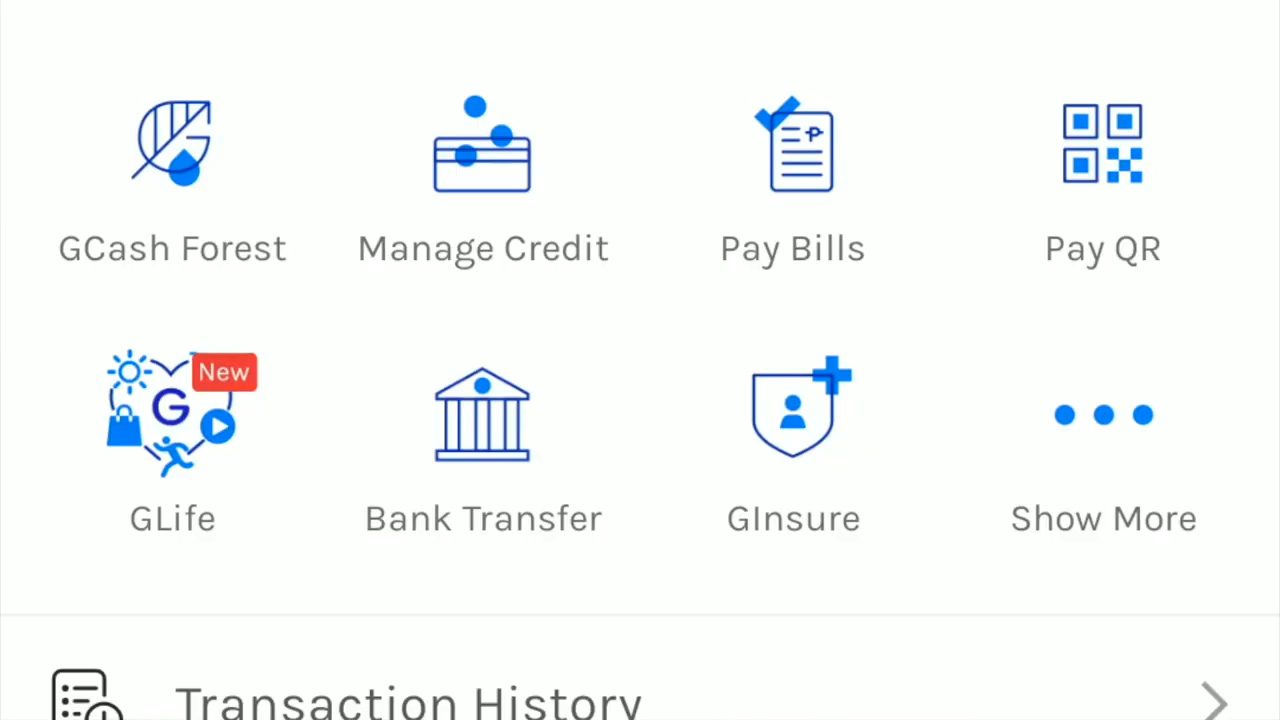 GCash Forest
Manage Credit
Pay Bills
Pay QR
New
GLife
Bank Transfer
GInsure
Show More
Transaction History